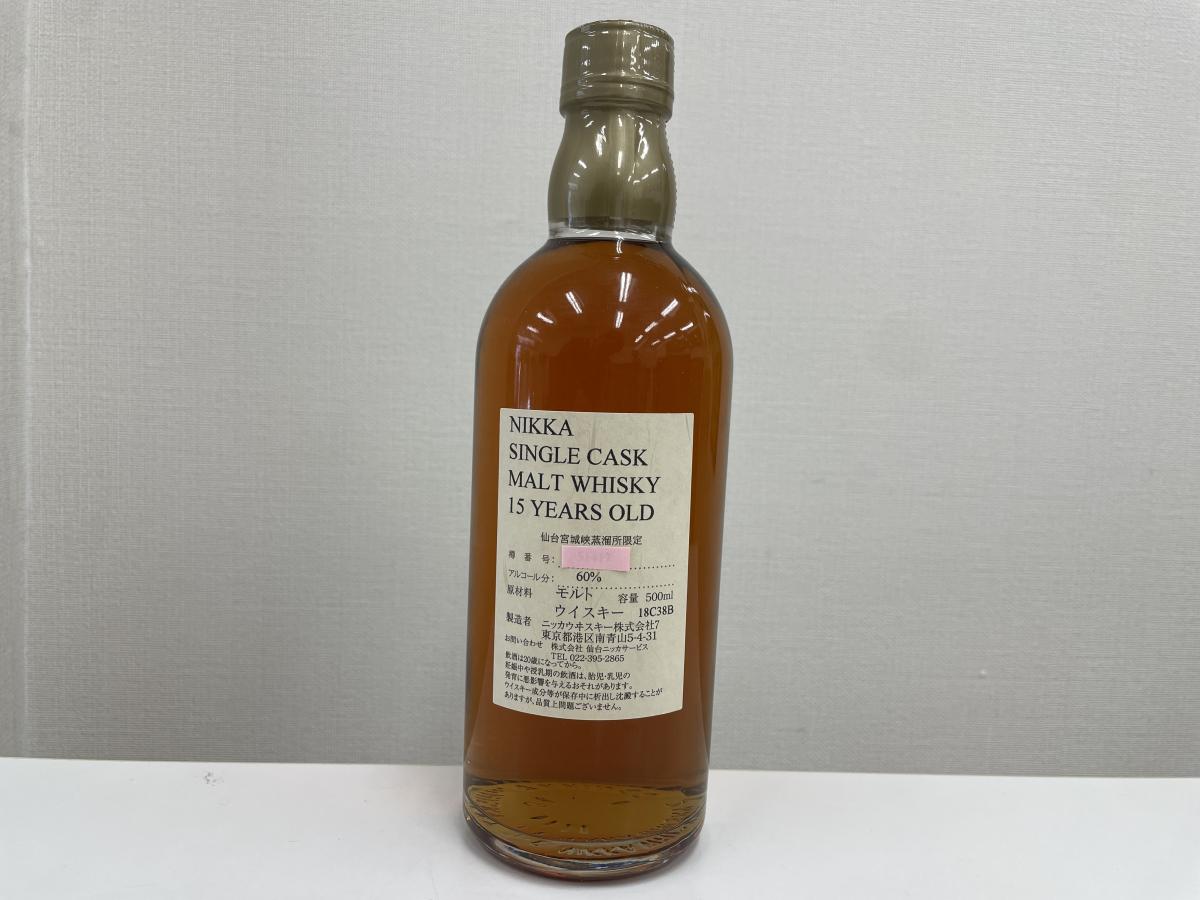 NIKKA
SINGLE CASK
MALT WHISKY
15 YEARS OLD
仙台宮城峡蒸溜所限定
樽番号:
アルコール分: 60%
原材料 モルト 容量 500ml
ウイスキー 18C38B
製造者 ニッカウヰスキー株式会社7
東京都港区南青山5-4-31
お問い合わせ 株式会社 仙台ニッカサービス
TEL 022-395-2865
飲酒は20歳になってから。
妊娠中や授乳期の飲酒は、胎児・乳児の
発育に悪影響を与えるおそれがあります。
ウイスキー成分等が保存中に析出し沈澱することが
ありますが、品質上問題ございません。